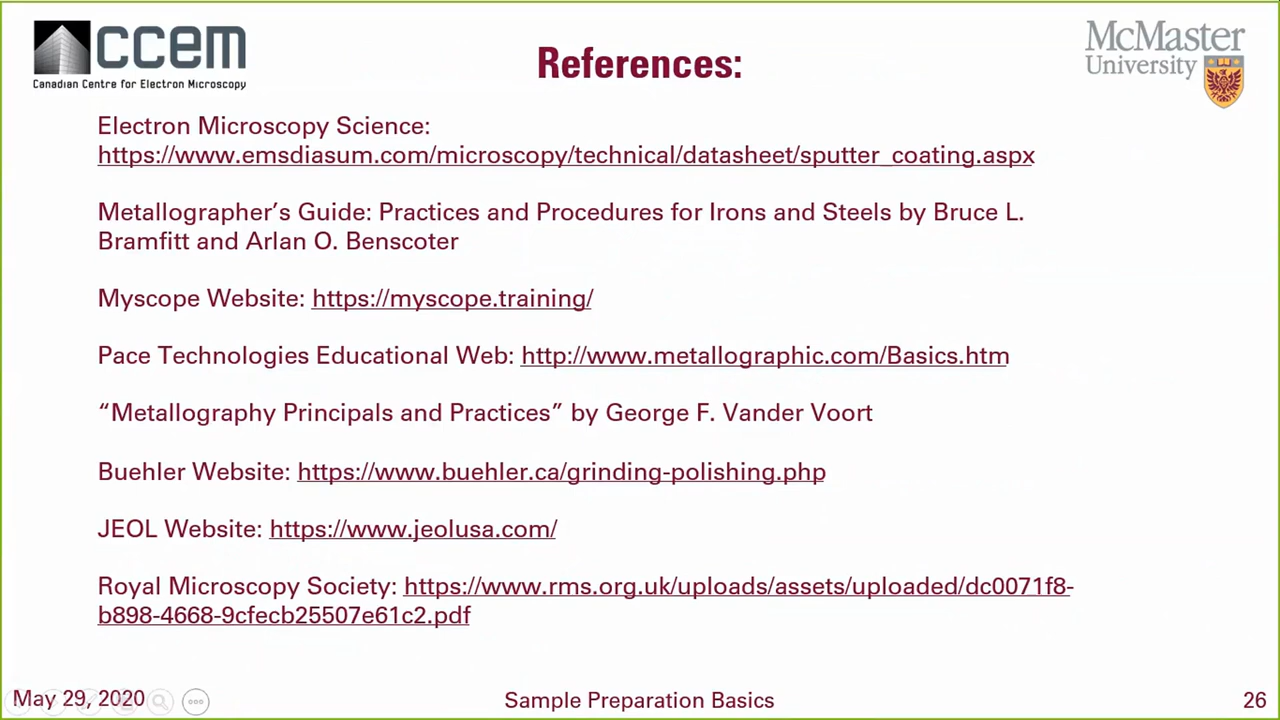 ccem
Canadian Centre for Electron Microscopy
References:
McMaster
University
Electron Microscopy Science:
https://www.emsdiasum.com/microscopy/technical/datasheet/sputter_coating.aspx
Metallographer’s Guide: Practices and Procedures for Irons and Steels by Bruce L.
Bramfitt and Arlan O. Benscoter
Myscope Website: https://myscope.training/
Pace Technologies Educational Web: http://www.metallographic.com/Basics.htm
“Metallography Principals and Practices” by George F. Vander Voort
Buehler Website: https://www.buehler.ca/grinding-polishing.php
JEOL Website: https://www.jeolusa.com/
Royal Microscopy Society: https://www.rms.org.uk/uploads/assets/uploaded/dc0071f8-
b898-4668-9cfecb25507e61c2.pdf
May 29, 2020
Sample Preparation Basics
26